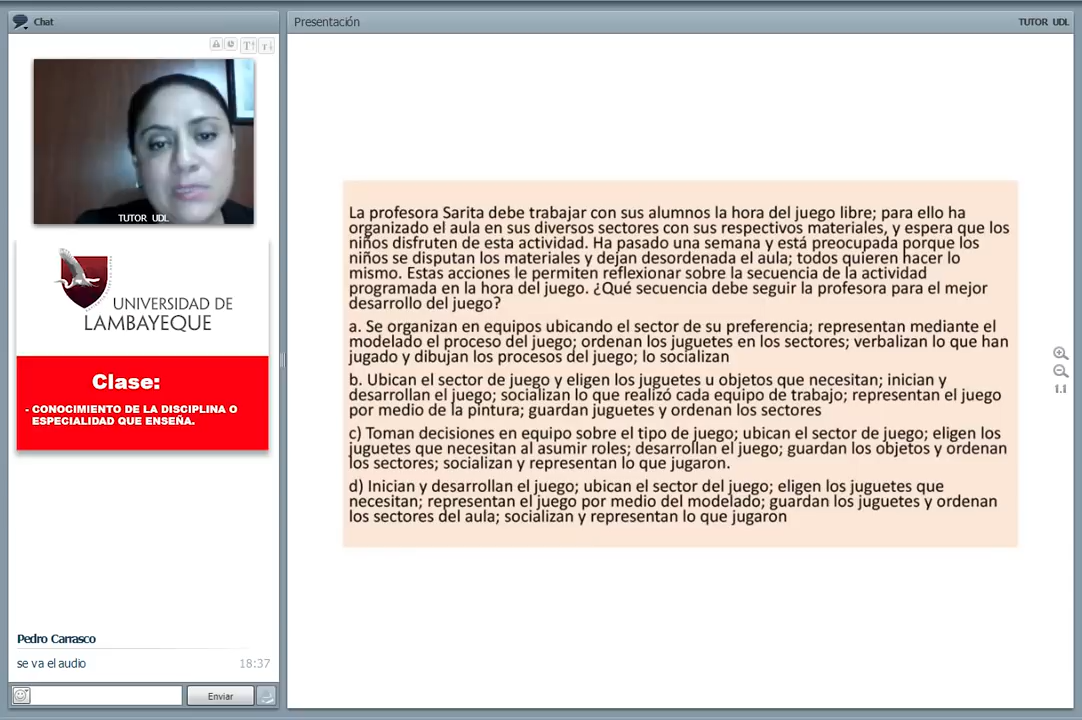 Chat
TUTOR UDL
UNIVERSIDAD DE
LAMBAYEQUE
Clase:
- CONOCIMIENTO DE LA DISCIPLINA O
ESPECIALIDAD QUE ENSEÑA.
Pedro Carrasco
se va el audio
18:37
Enviar
Presentación
TUTOR UDL
La profesora Sarita debe trabajar con sus alumnos la hora del juego libre; para ello ha
organizado el aula en sus diversos sectores con sus respectivos materiales, y espera que los
niños disfruten de esta actividad. Ha pasado una semana y está preocupada porque los
niños se disputan los materiales y dejan desordenada el aula; todos quieren hacer lo
mismo. Estas acciones le permiten reflexionar sobre la secuencia de la actividad
programada en la hora del juego. ¿Qué secuencia debe seguir la profesora para el mejor
desarrollo del juego?
a. Se organizan en equipos ubicando el sector de su preferencia; representan mediante el
modelado el proceso del juego; ordenan los juguetes en los sectores; verbalizan lo que han
jugado y dibujan los procesos del juego; lo socializan
b. Ubican el sector de juego y eligen los juguetes u objetos que necesitan; inician y
desarrollan el juego; socializan lo que realizó cada equipo de trabajo; representan el juego
por medio de la pintura; guardan juguetes y ordenan los sectores
c) Toman decisiones en equipo sobre el tipo de juego; ubican el sector de juego; eligen los
juguetes que necesitan al asumir roles; desarrollan el juego; guardan los objetos y ordenan
los sectores; socializan y representan lo que jugaron.
d) Inician y desarrollan el juego; ubican el sector del juego; eligen los juguetes que
necesitan; representan el juego por medio del modelado; guardan los juguetes y ordenan
los sectores del aula; socializan y representan lo que jugaron
1.1